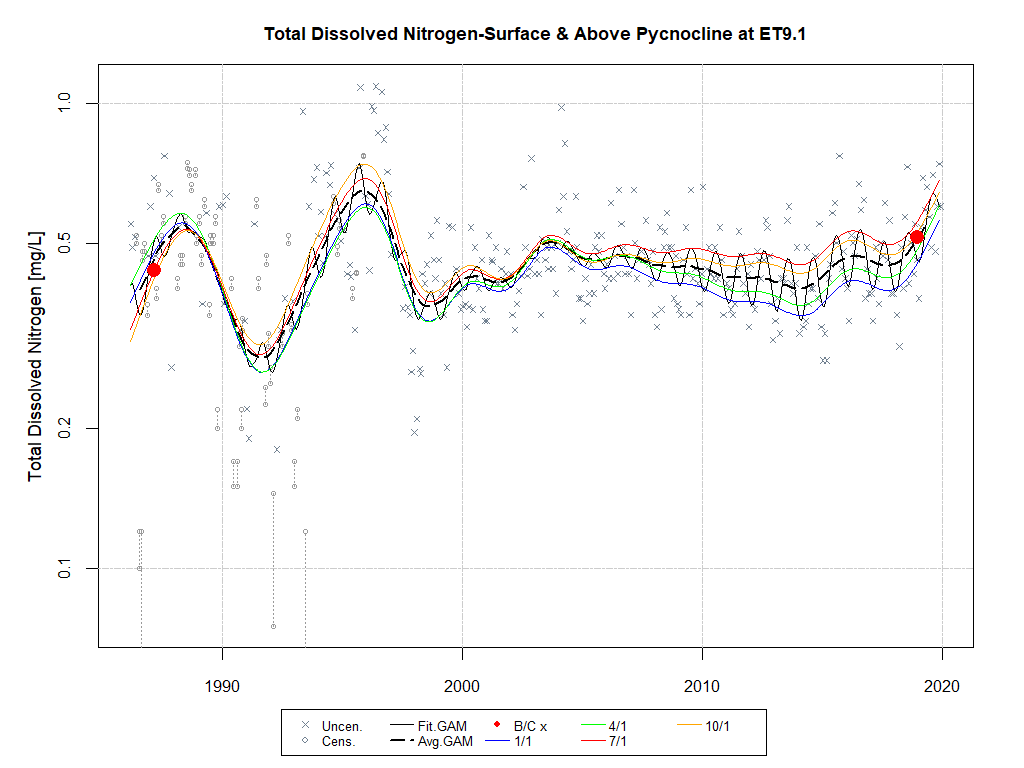 Total Dissolved Nitrogen-Surface & Above Pycnocline at ET9.1
Total Dissolved Nitrogen [mg/L]
1.0
0.5
0.2
0.1
1990 2000 2010 2020
Uncen. Fit.GAM B/C x 4/1 10/1
Cens. Avg.GAM 1/1 7/1